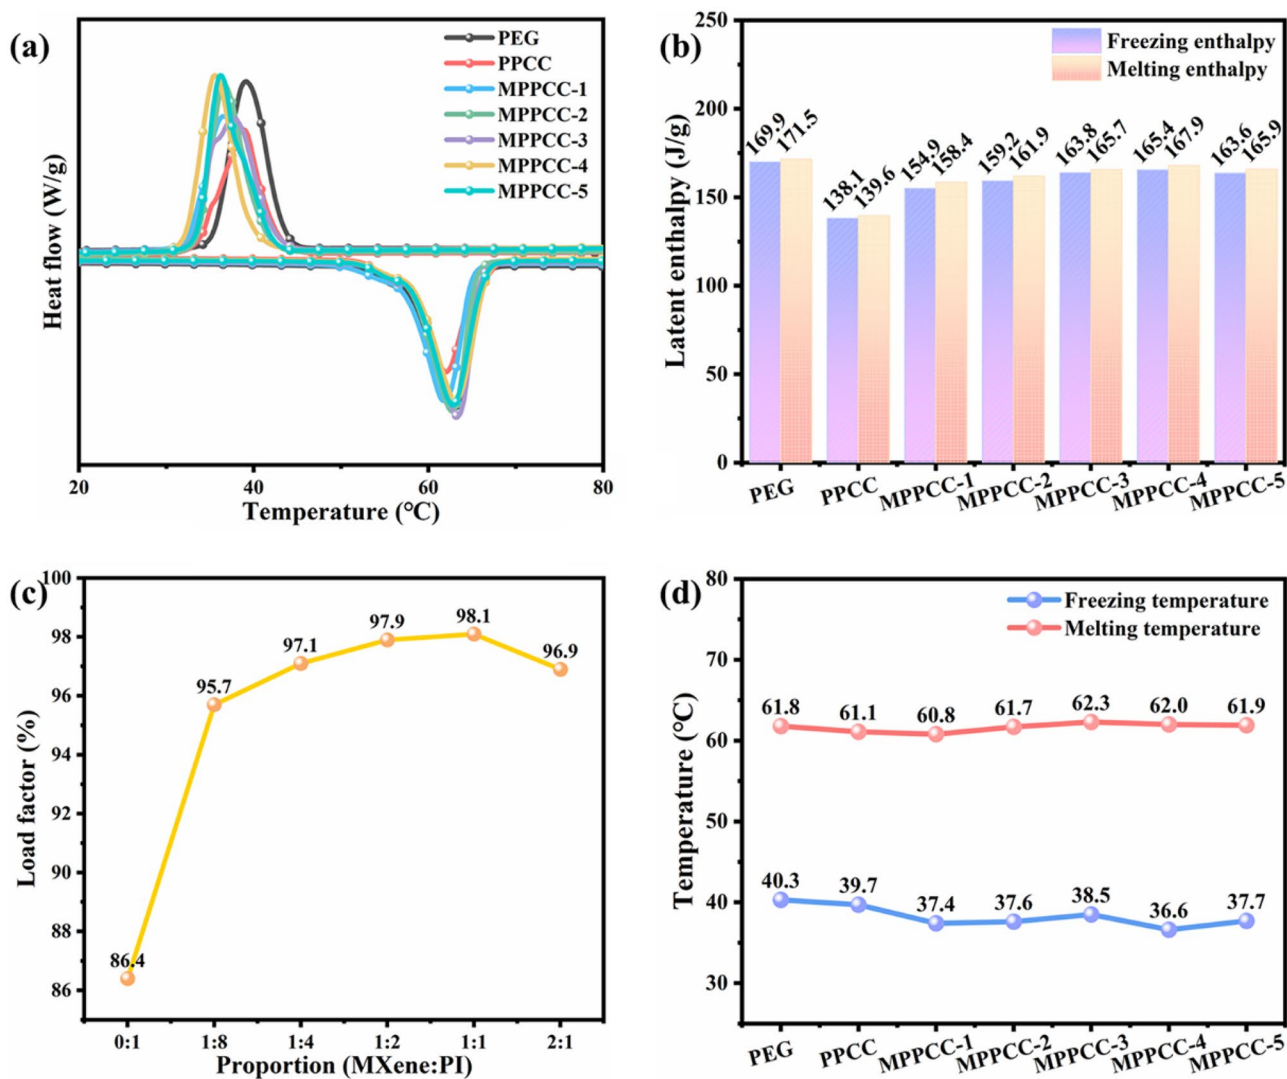 (a)
PEG
PPCC
MPPCC-1
MPPCC-2
MPPCC-3
MPPCC-4
MPPCC-5
Heat flow (W/g)
20
40
60
80
Temperature (℃)
(b)
Freezing enthalpy
Melting enthalpy
Latent enthalpy (J/g)
250
200
150
100
50
0
169.9
171.5
138.1
139.6
154.9
158.4
159.2
161.9
163.8
165.7
165.4
167.9
163.6
165.9
PEG
PPCC
MPPCC-1
MPPCC-2
MPPCC-3
MPPCC-4
MPPCC-5
(c)
Load factor (%)
100
98
96
94
92
90
88
86
86.4
95.7
97.1
97.9
98.1
96.9
0:1
1:8
1:4
1:2
1:1
2:1
Proportion (MXene:PI)
(d)
Freezing temperature
Melting temperature
Temperature (℃)
80
70
60
50
40
30
61.8
61.1
60.8
61.7
62.3
62.0
61.9
40.3
39.7
37.4
37.6
38.5
36.6
37.7
PEG
PPCC
MPPCC-1
MPPCC-2
MPPCC-3
MPPCC-4
MPPCC-5